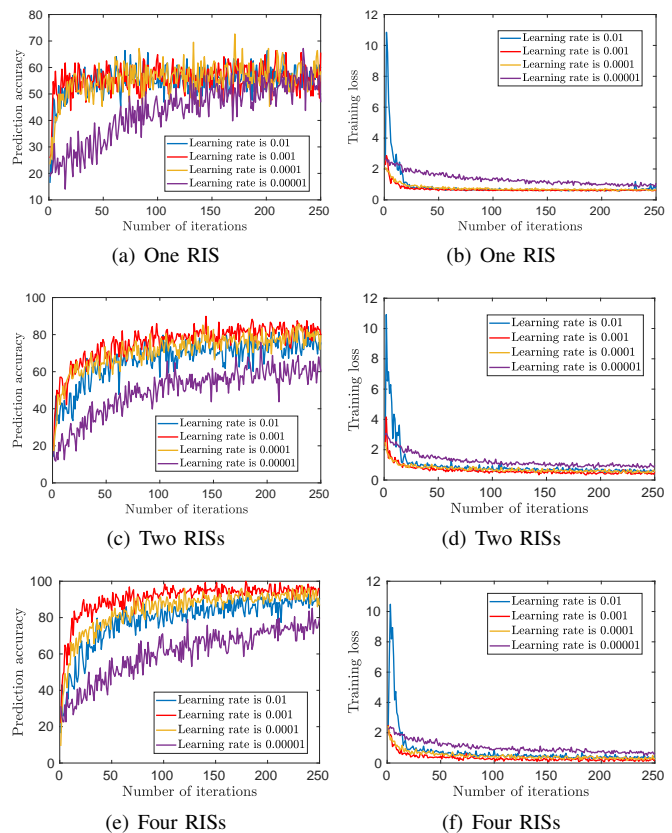 80
70
60
50
40
30
20
10
0 50 100 150 200 250
Prediction accuracy
Number of iterations
Learning rate is 0.01
Learning rate is 0.001
Learning rate is 0.0001
Learning rate is 0.00001
(a) One RIS
12
10
8
6
4
2
0
0 50 100 150 200 250
Training loss
Number of iterations
Learning rate is 0.01
Learning rate is 0.001
Learning rate is 0.0001
Learning rate is 0.00001
(b) One RIS
100
80
60
40
20
0
0 50 100 150 200 250
Prediction accuracy
Number of iterations
Learning rate is 0.01
Learning rate is 0.001
Learning rate is 0.0001
Learning rate is 0.00001
(c) Two RISs
12
10
8
6
4
2
0
0 50 100 150 200 250
Training loss
Number of iterations
Learning rate is 0.01
Learning rate is 0.001
Learning rate is 0.0001
Learning rate is 0.00001
(d) Two RISs
100
80
60
40
20
0
0 50 100 150 200 250
Prediction accuracy
Number of iterations
Learning rate is 0.01
Learning rate is 0.001
Learning rate is 0.0001
Learning rate is 0.00001
(e) Four RISs
12
10
8
6
4
2
0
0 50 100 150 200 250
Training loss
Number of iterations
Learning rate is 0.01
Learning rate is 0.001
Learning rate is 0.0001
Learning rate is 0.00001
(f) Four RISs